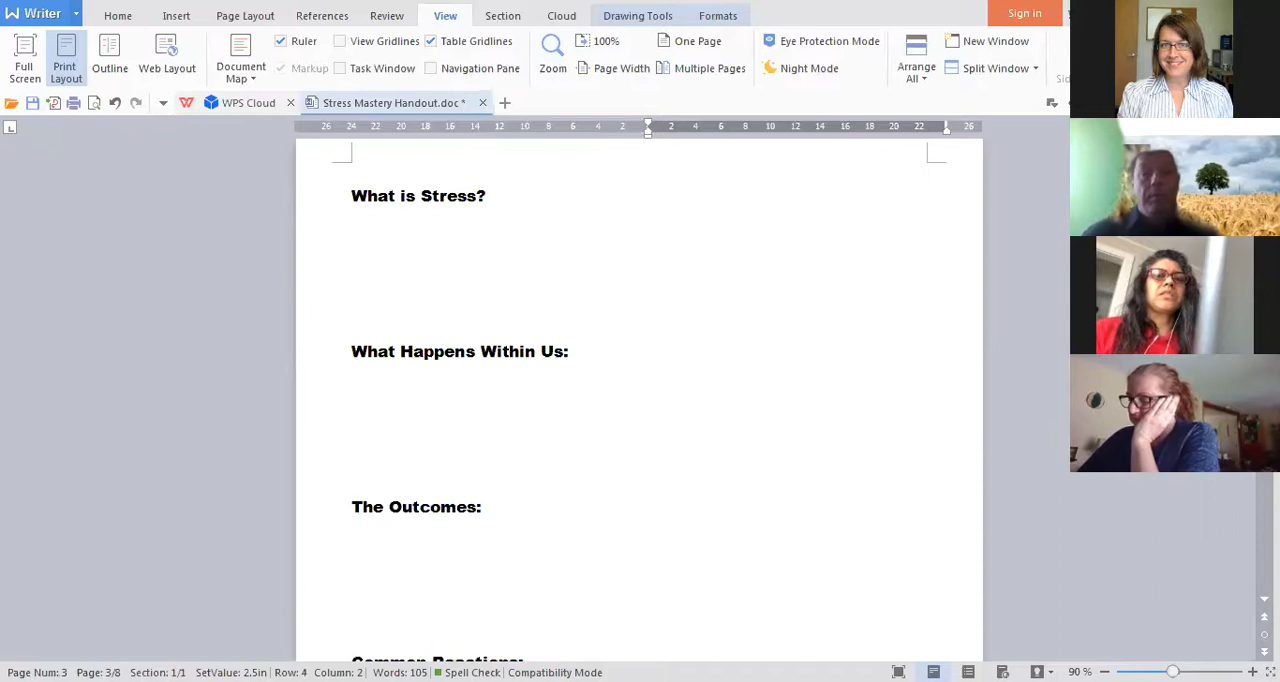 Writer
Home Insert Page Layout References Review View Section Cloud Drawing Tools Formats Sign in
Full Screen
Print Layout
Outline
Web Layout
Document Map
Ruler View Gridlines Table Gridlines
Markup Task Window Navigation Pane
Zoom
100% One Page
Page Width Multiple Pages
Eye Protection Mode
Night Mode
Arrange All
New Window
Split Window
WPS Cloud Stress Mastery Handout.doc *
26 24 22 20 18 16 14 12 10 8 6 4 2 2 4 6 8 10 12 14 16 18 20 22 26
What is Stress?
What Happens Within Us:
The Outcomes:
Common Reactions:
Page Num: 3 Page: 3/8 Section: 1/1 SetValue: 2.5in Row: 4 Column: 2 Words: 105 Spell Check Compatibility Mode 90 %